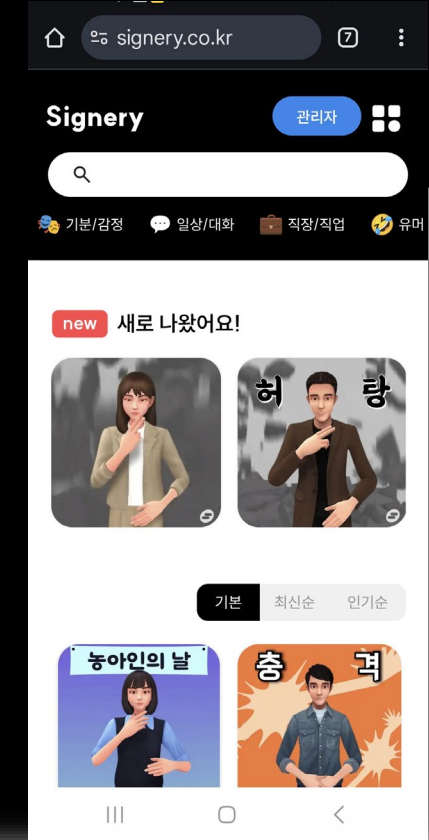 signery.co.kr
7
Signery
관리자
기분/감정
일상/대화
직장/직업
유머
new 새로 나왔어요!
허 탕
기본
최신순
인기순
농아인의 날
충 격